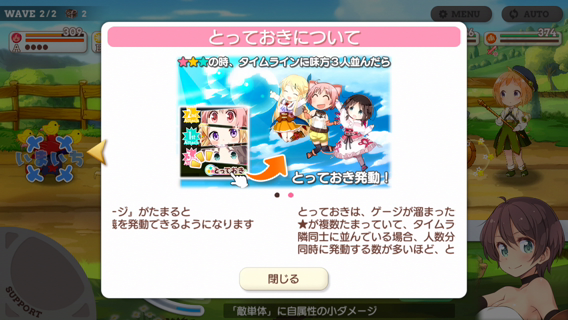 WAVE 2/2
2
MENU
AUTO
309
374
とっておきについて
★★★の時、タイムラインに味方3人並んだら
とっておき
とっておき発動!
いまいち
ージ』がたまると
を発動できるようになります
とっておきは、ゲージが溜まった
★が複数たまっていて、タイムラ
隣同士に並んでいる場合、人数分
同時に発動する数が多いほど、と
閉じる
SUPPORT
「敵単体」に自属性の小ダメージ